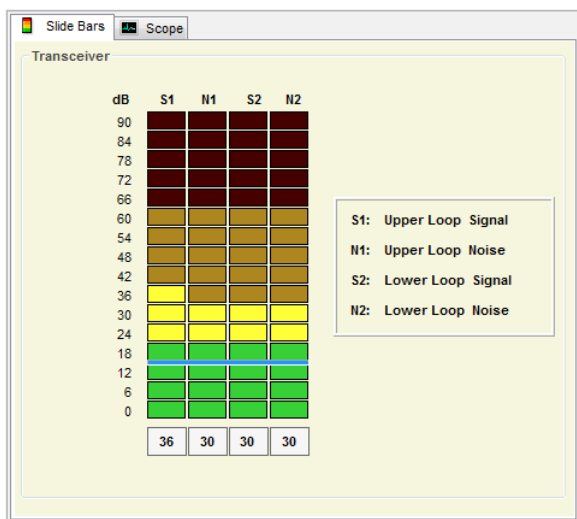 Slide Bars Scope
Transceiver
dB S1 N1 S2 N2
90
84
78
72
66
60
54
48
42
36
30
24
18
12
6
0
36 30 30 30
S1: Upper Loop Signal
N1: Upper Loop Noise
S2: Lower Loop Signal
N2: Lower Loop Noise